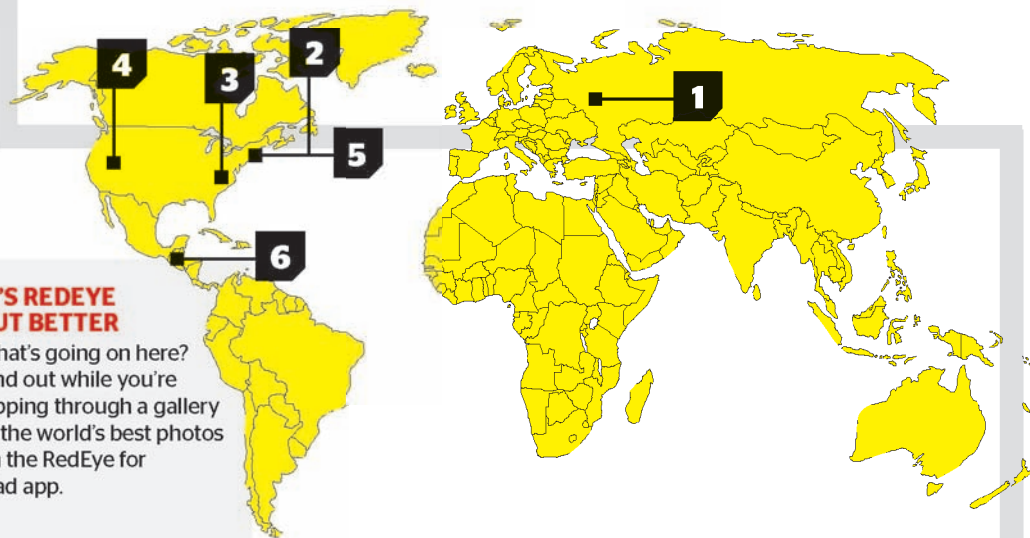 2
4
3
1
5
6
'S REDEYE
UT BETTER
hat's going on here?
nd out while you're
pping through a gallery
the world's best photos
the RedEye for
ad app.